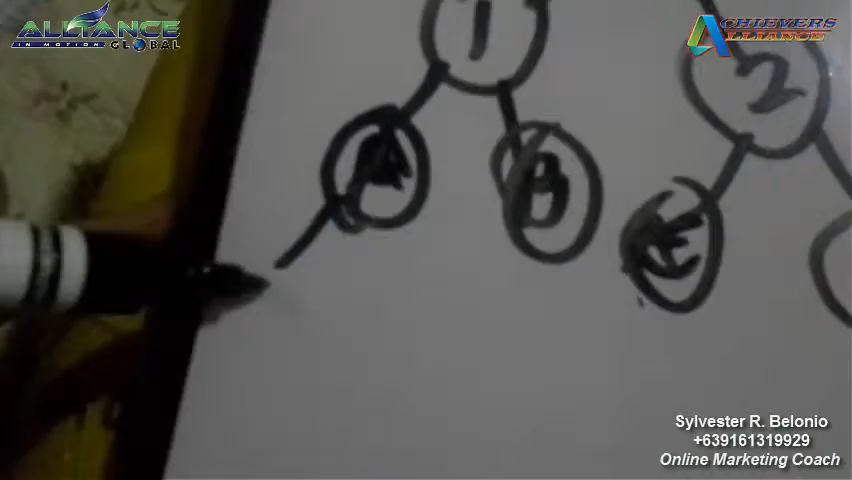 ALLIANCE
IN MOTION GLOBAL
ACHIEVERS
ALLIANCE
1
2
A
B
Sylvester R. Belonio
+639161319929
Online Marketing Coach